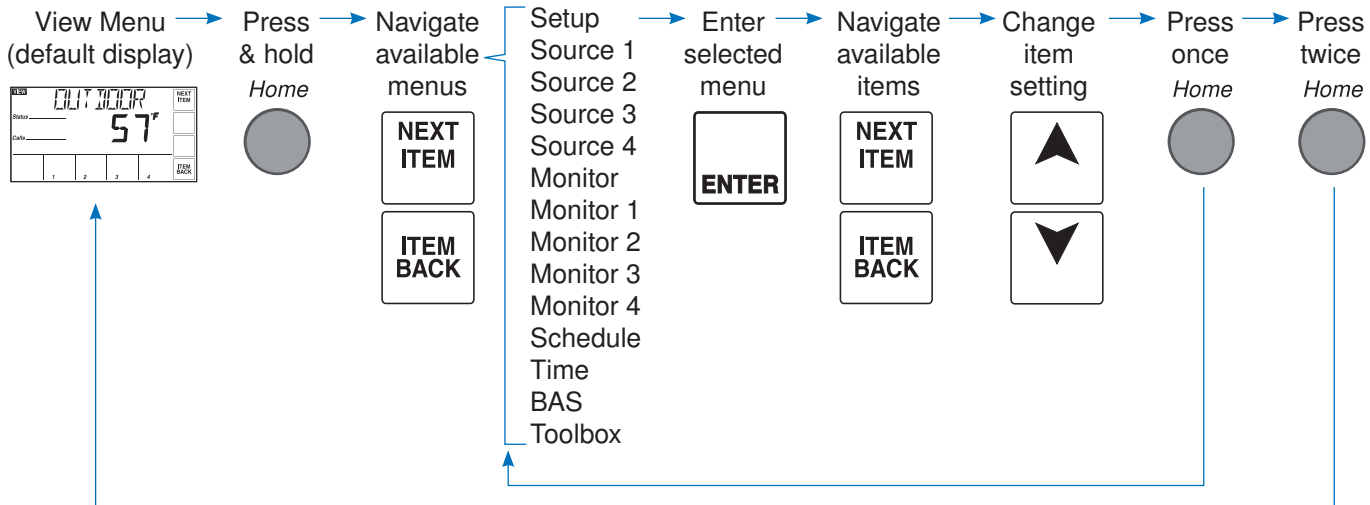 View Menu
(default display)
VIEW
OUTDOOR
NEXT
ITEM
Status
57°F
Calls
1 2 3 4
ITEM
BACK
Press
& hold
Home
Navigate
available
menus
NEXT
ITEM
ITEM
BACK
Setup
Source 1
Source 2
Source 3
Source 4
Monitor
Monitor 1
Monitor 2
Monitor 3
Monitor 4
Schedule
Time
BAS
Toolbox
Enter
selected
menu
ENTER
Navigate
available
items
NEXT
ITEM
ITEM
BACK
Change
item
setting
Press
once
Home
Press
twice
Home